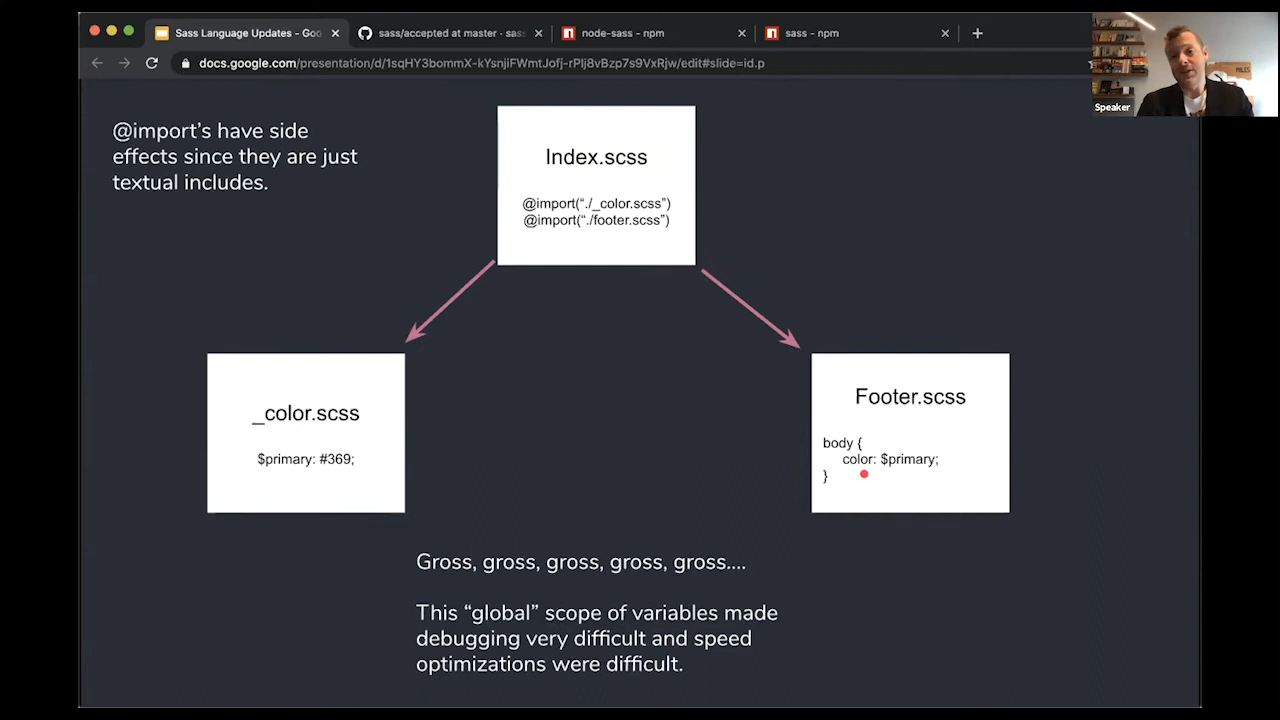 Sass Language Updates - Goo
sass/accepted at master · sass
node-sass - npm
sass - npm
docs.google.com/presentation/d/1sqHY3bommX-kYsnjiFWmtJofj-rPlj8vBzp7s9VxRjw/edit#slide=id.p
Speaker
@import’s have side
effects since they are just
textual includes.
Index.scss
@import(“./_color.scss”)
@import(“./footer.scss”)
_color.scss
$primary: #369;
Footer.scss
body {
color: $primary;
}
Gross, gross, gross, gross, gross....
This “global” scope of variables made
debugging very difficult and speed
optimizations were difficult.